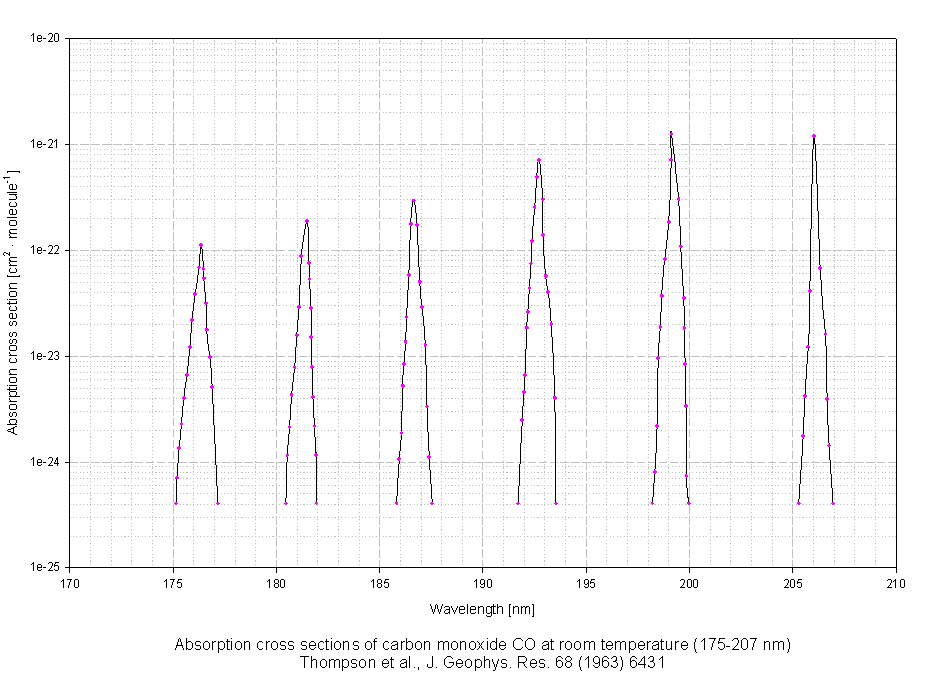 1e-20
1e-21
1e-22
1e-23
1e-24
1e-25
Absorption cross section [cm² · molecule⁻¹]
170 175 180 185 190 195 200 205 210
Wavelength [nm]
Absorption cross sections of carbon monoxide CO at room temperature (175-207 nm)
Thompson et al., J. Geophys. Res. 68 (1963) 6431